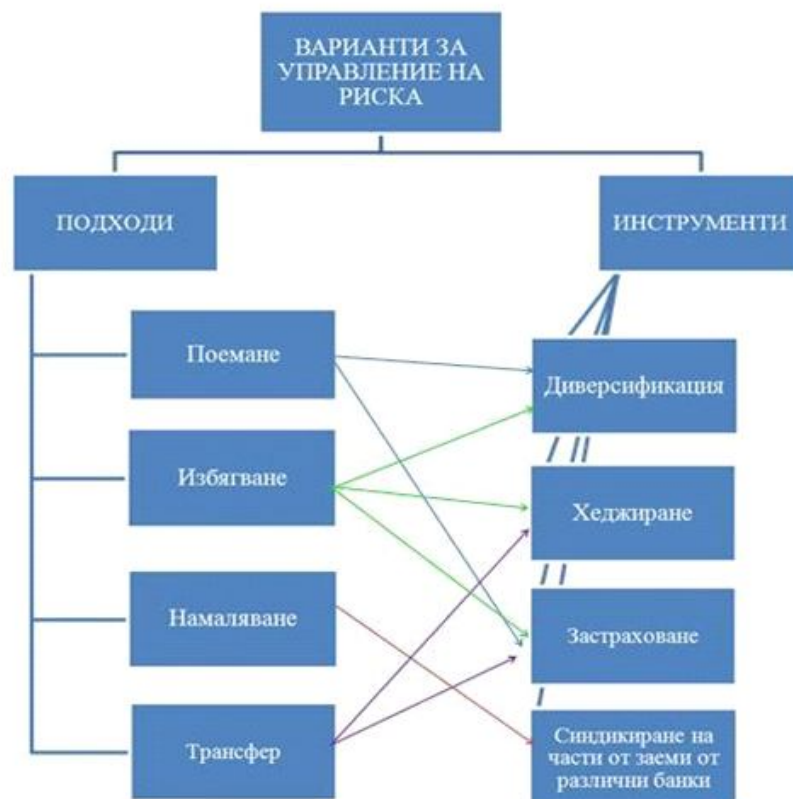 ВАРИАНТИ ЗА
УПРАВЛЕНИЕ НА
РИСКА
ПОДХОДИ
ИНСТРУМЕНТИ
Поемане
Диверсификация
Избягване
Хеджиране
Намаляване
Застраховане
Трансфер
Синдикиране на
части от заеми от
различни банки